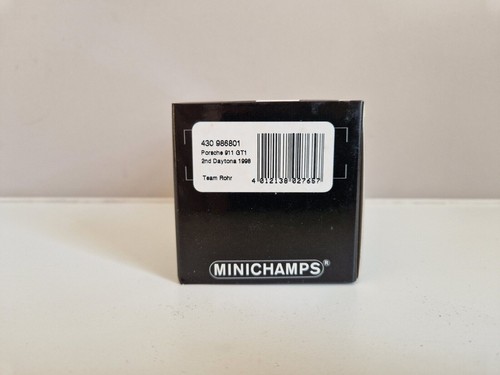 430 986801
Porsche 911 GT1
2nd Daytona 1998
Team Rohr
4 012138 027657
MINICHAMPS®